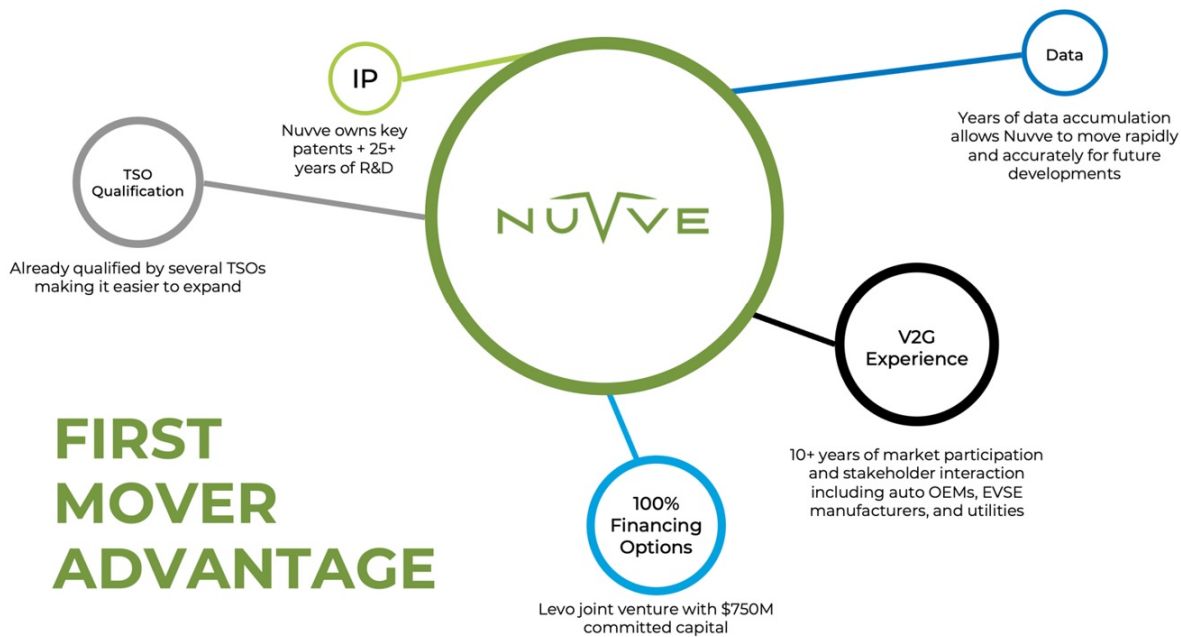 IP
Nuvve owns key
patents + 25+
years of R&D
Data
Years of data accumulation
allows Nuvve to move rapidly
and accurately for future
developments
TSO
Qualification
Already qualified by several TSOs
making it easier to expand
NUVVE
V2G
Experience
10+ years of market participation
and stakeholder interaction
including auto OEMs, EVSE
manufacturers, and utilities
100%
Financing
Options
Levo joint venture with $750M
committed capital
FIRST
MOVER
ADVANTAGE